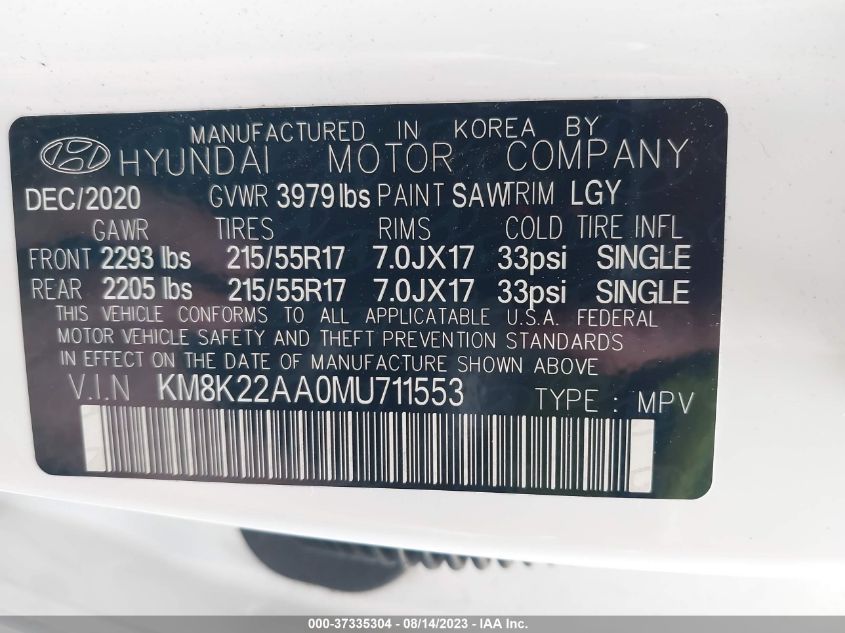 MANUFACTURED IN KOREA BY
HYUNDAI MOTOR COMPANY
DEC/2020 GVWR 3979 lbs PAINT SAW TRIM LGY
GAWR TIRES RIMS COLD TIRE INFL
FRONT 2293 lbs 215/55R17 7.0JX17 33psi SINGLE
REAR 2205 lbs 215/55R17 7.0JX17 33psi SINGLE
THIS VEHICLE CONFORMS TO ALL APPLICATABLE U.S.A. FEDERAL
MOTOR VEHICLE SAFETY AND THEFT PREVENTION STANDARDS
IN EFFECT ON THE DATE OF MANUFACTURE SHOWN ABOVE
V.I.N KM8K22AA0MU711553 TYPE : MPV
000-37335304 - 08/14/2023 - IAA Inc.